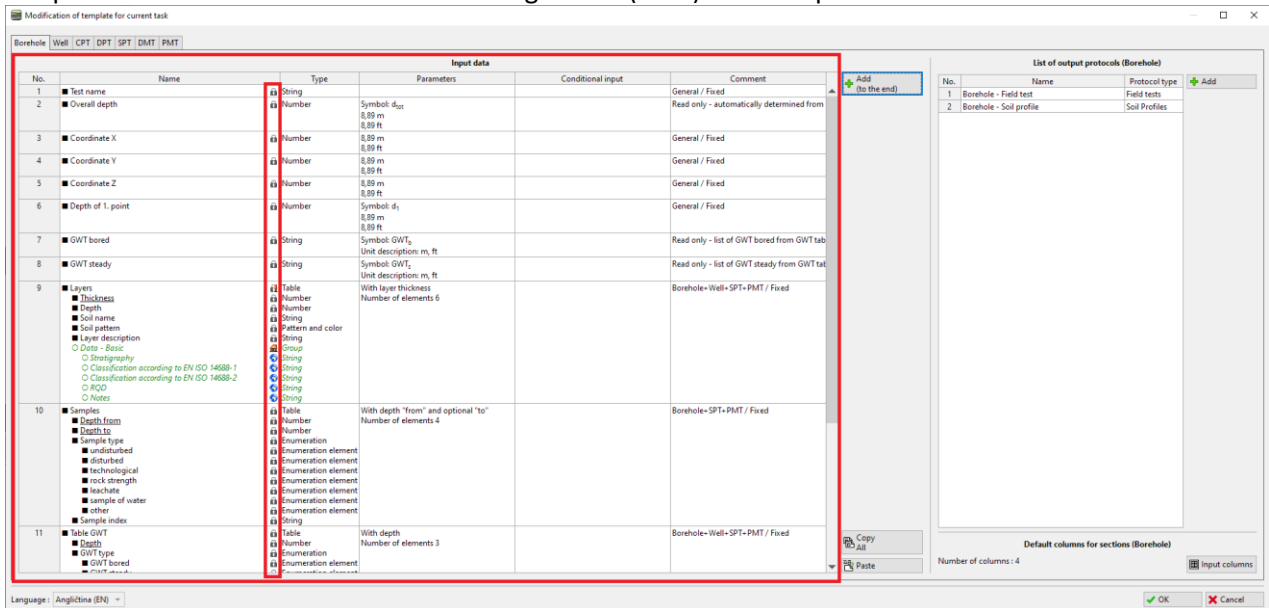 Modification of template for current task
Borehole Well CPT DPT SPT DMT PMT
Input data
No. Name Type Parameters Conditional input Comment
1 Test name String General / Fixed
2 Overall depth Number Symbol: dtot Read only - automatically determined from
8,89 m
8,89 ft
3 Coordinate X Number 8,89 m General / Fixed
8,89 ft
4 Coordinate Y Number 8,89 m General / Fixed
8,89 ft
5 Coordinate Z Number 8,89 m General / Fixed
8,89 ft
6 Depth of 1. point Number Symbol: d1 General / Fixed
8,89 m
8,89 ft
7 GWT bored String Symbol: GWTb Read only - list of GWT bored from GWT tab
Unit description: m, ft
8 GWT steady String Symbol: GWTs Read only - list of GWT steady from GWT tab
Unit description: m, ft
9 Layers Table With layer thickness Borehole+Well+SPT+PMT / Fixed
Thickness Number Number of elements 6
Depth Number
Soil name String
Soil pattern Pattern and color
Layer description String
Data - Basic Group
Stratigraphy String
Classification according to EN ISO 14688-1 String
Classification according to EN ISO 14688-2 String
RQD String
Notes String
10 Samples Table With depth "from" and optional "to" Borehole+SPT+PMT / Fixed
Depth from Number Number of elements 4
Depth to Number
Sample type Enumeration
undisturbed Enumeration element
disturbed Enumeration element
technological Enumeration element
rock strength Enumeration element
leachate Enumeration element
sample of water Enumeration element
other Enumeration element
Sample index String
11 Table GWT Table With depth Borehole+Well+SPT+PMT / Fixed
Depth Number Number of elements 3
GWT type Enumeration
GWT bored Enumeration element
Add
(to the end)
Copy
All
Paste
List of output protocols (Borehole)
No. Name Protocol type
1 Borehole - Field test Field tests
2 Borehole - Soil profile Soil Profiles
Add
Default columns for sections (Borehole)
Number of columns : 4
Input columns
Language : Angličtina (EN)
OK Cancel